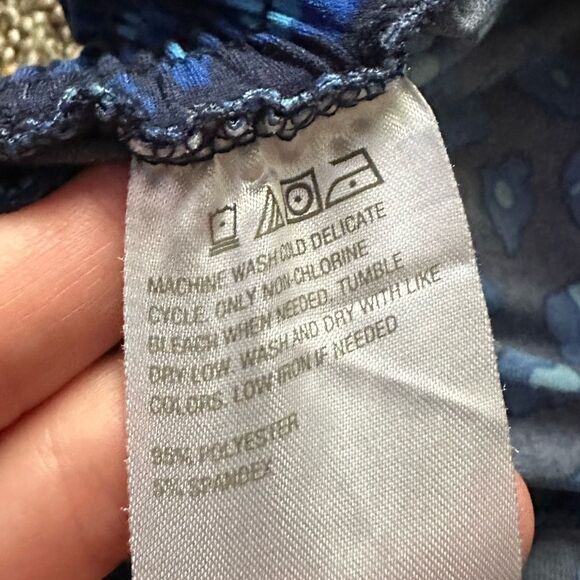 MACHINE WASH COLD DELICATE
CYCLE. ONLY NON-CHLORINE
BLEACH WHEN NEEDED. TUMBLE
DRY LOW. WASH AND DRY WITH LIKE
COLORS. LOW IRON IF NEEDED
95% POLYESTER
5% SPANDEX